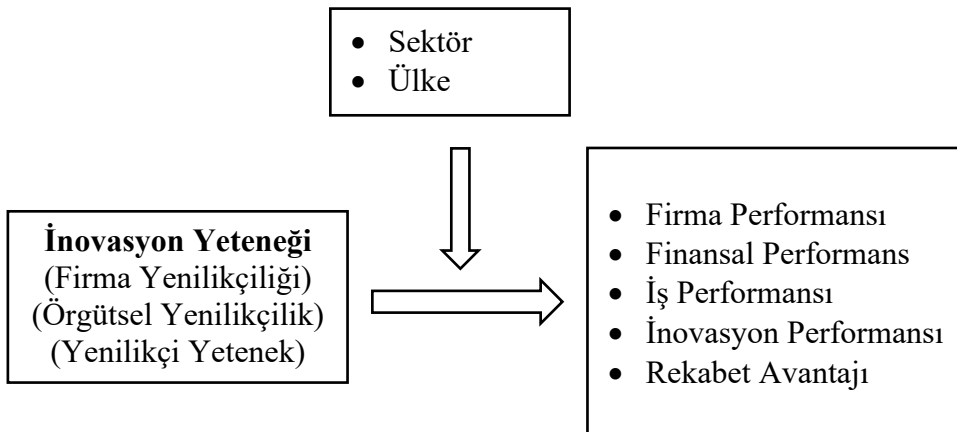 • Sektör
• Ülke
İnovasyon Yeteneği
(Firma Yenilikçiliği)
(Örgütsel Yenilikçilik)
(Yenilikçi Yetenek)
• Firma Performansı
• Finansal Performans
• İş Performansı
• İnovasyon Performansı
• Rekabet Avantajı